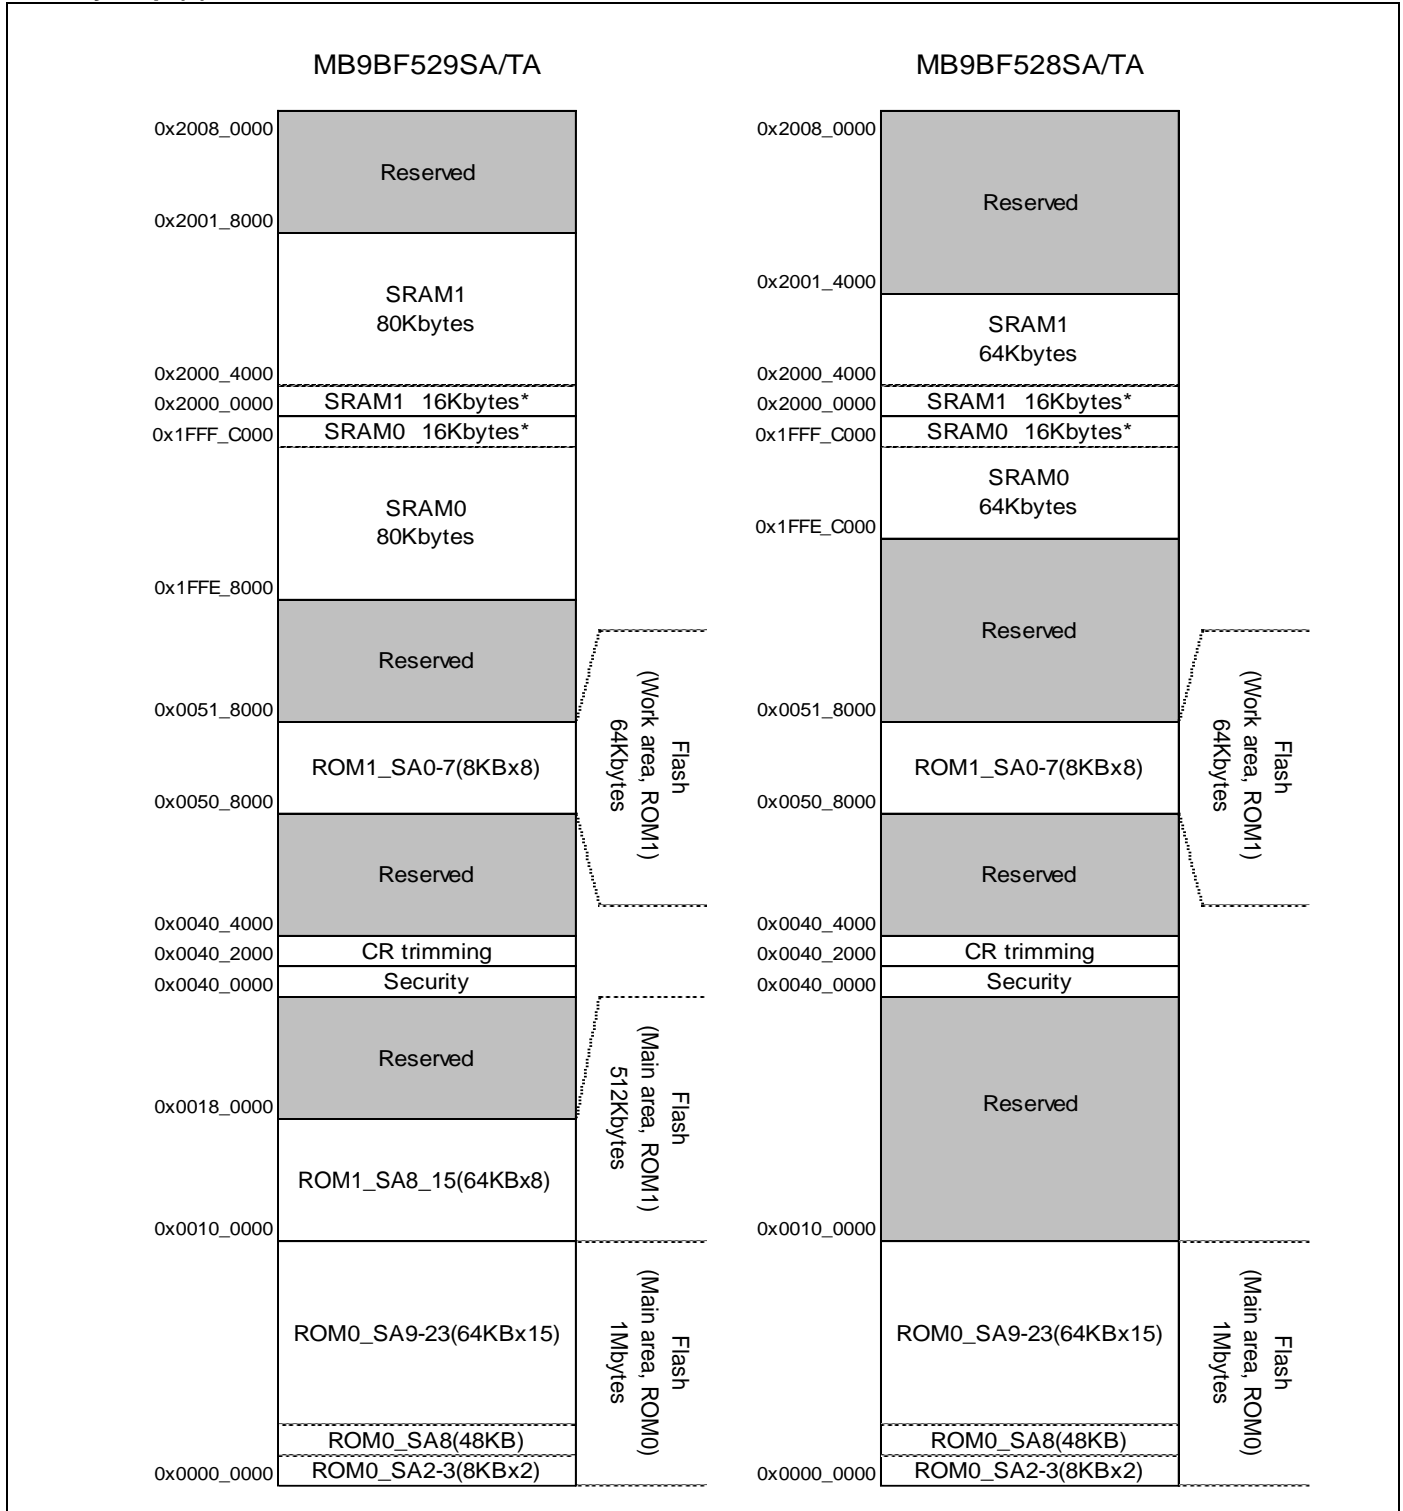 MB9BF529SA/TA
0x2008_0000
Reserved
0x2001_8000
SRAM1
80Kbytes
0x2000_4000
SRAM1 16Kbytes*
0x2000_0000
SRAM0 16Kbytes*
0x1FFF_C000
SRAM0
80Kbytes
0x1FFE_8000
Reserved
0x0051_8000
ROM1_SA0-7(8KBx8)
0x0050_8000
Flash
(Work area, ROM1)
64Kbytes
Reserved
0x0040_4000
CR trimming
0x0040_2000
Security
0x0040_0000
Reserved
0x0018_0000
Flash
(Main area, ROM1)
512Kbytes
ROM1_SA8_15(64KBx8)
0x0010_0000
ROM0_SA9-23(64KBx15)
Flash
(Main area, ROM0)
1Mbytes
ROM0_SA8(48KB)
ROM0_SA2-3(8KBx2)
0x0000_0000
MB9BF528SA/TA
0x2008_0000
Reserved
0x2001_4000
SRAM1
64Kbytes
0x2000_4000
SRAM1 16Kbytes*
0x2000_0000
SRAM0 16Kbytes*
0x1FFF_C000
SRAM0
64Kbytes
0x1FFE_C000
Reserved
0x0051_8000
ROM1_SA0-7(8KBx8)
0x0050_8000
Flash
(Work area, ROM1)
64Kbytes
Reserved
0x0040_4000
CR trimming
0x0040_2000
Security
0x0040_0000
Reserved
0x0010_0000
ROM0_SA9-23(64KBx15)
Flash
(Main area, ROM0)
1Mbytes
ROM0_SA8(48KB)
ROM0_SA2-3(8KBx2)
0x0000_0000